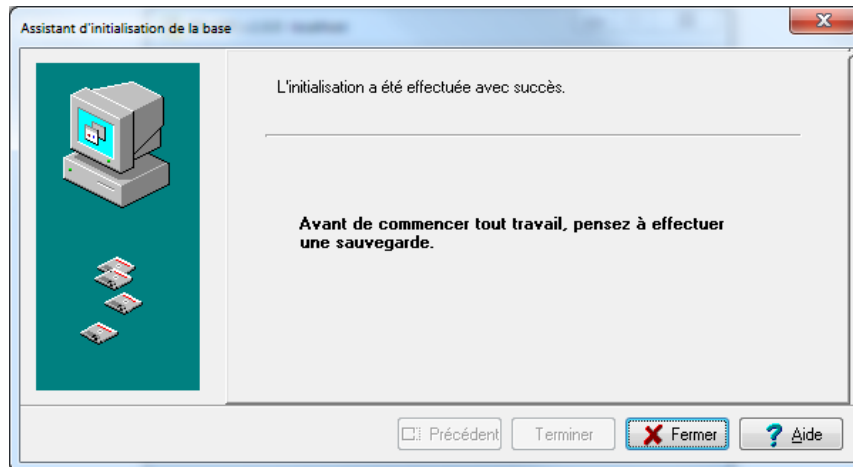 Assistant d'initialisation de la base
L'initialisation a été effectuée avec succès.
Avant de commencer tout travail, pensez à effectuer
une sauvegarde.
Précédent
Terminer
Fermer
Aide